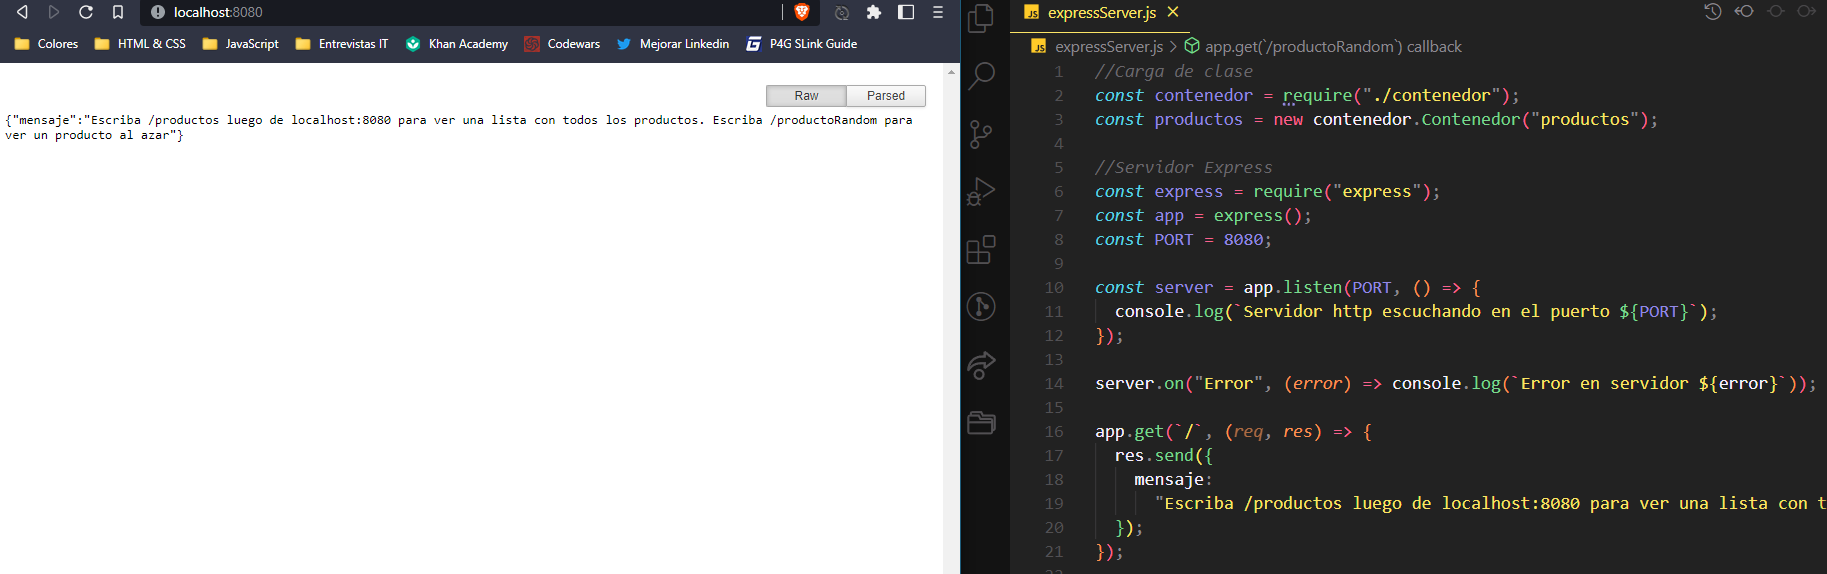 localhost:8080
Colores HTML & CSS JavaScript Entrevistas IT Khan Academy Codewars Mejorar Linkedin P4G SLink Guide
Raw Parsed
{"mensaje":"Escriba /productos luego de localhost:8080 para ver una lista con todos los productos. Escriba /productoRandom para
ver un producto al azar"}
JS expressServer.js ×
JS expressServer.js > app.get(`/productoRandom`) callback
1 //Carga de clase
2 const contenedor = require("./contenedor");
3 const productos = new contenedor.Contenedor("productos");
4
5 //Servidor Express
6 const express = require("express");
7 const app = express();
8 const PORT = 8080;
9
10 const server = app.listen(PORT, () => {
11 console.log(`Servidor http escuchando en el puerto ${PORT}`);
12 });
13
14 server.on("Error", (error) => console.log(`Error en servidor ${error}`));
15
16 app.get(`/`, (req, res) => {
17 res.send({
18 mensaje:
19 "Escriba /productos luego de localhost:8080 para ver una lista con t
20 });
21 });